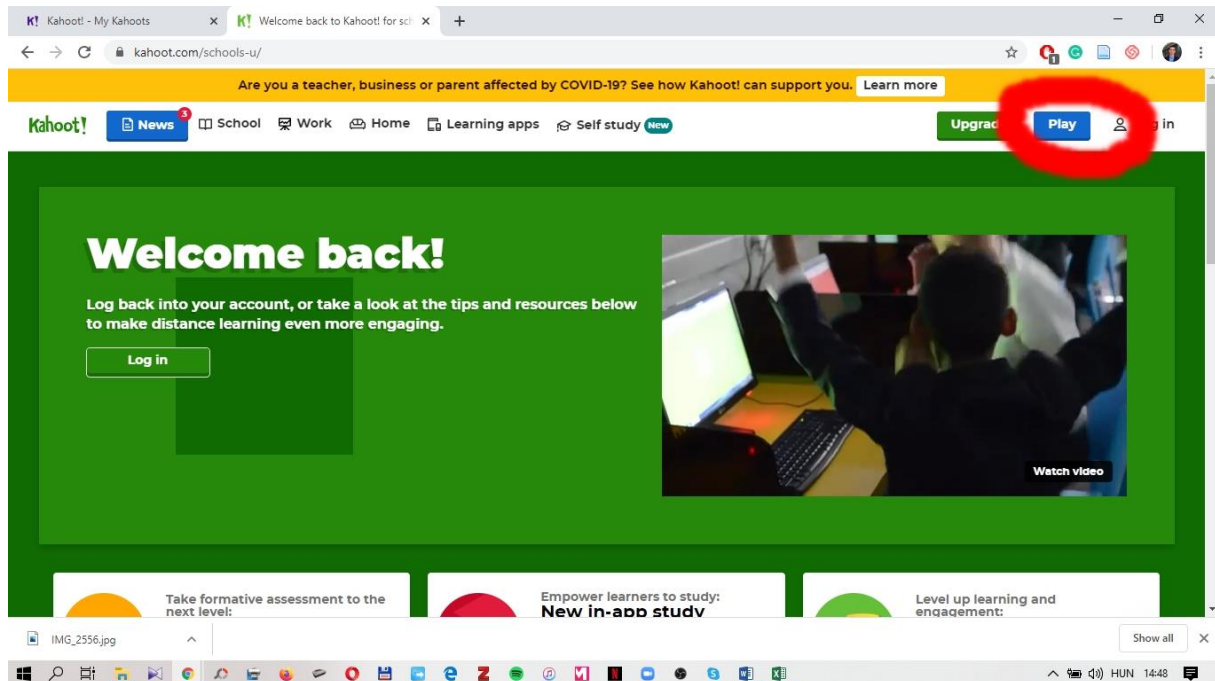 Kahoot! - My Kahoots
Welcome back to Kahoot! for sch
kahoot.com/schools-u/
1
Are you a teacher, business or parent affected by COVID-19? See how Kahoot! can support you. Learn more
Kahoot! News 3 School Work Home Learning apps Self study New Upgrad Play in
Welcome back!
Log back into your account, or take a look at the tips and resources below
to make distance learning even more engaging.
Log in
Watch video
Take formative assessment to the
next level:
Empower learners to study:
New in-app study
Level up learning and
engagement:
IMG_2556.jpg
Show all
HUN 14:48